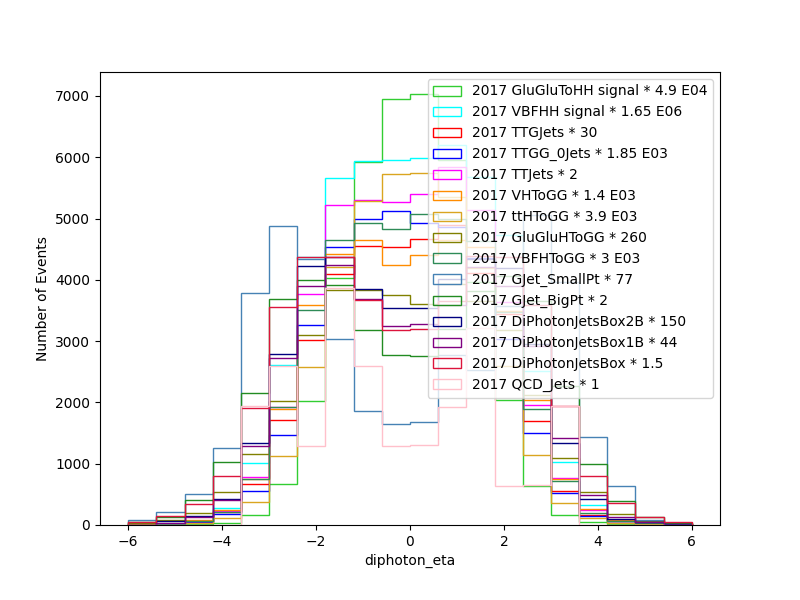 7000
6000
5000
4000
3000
2000
1000
0
Number of Events
−6
−4
−2
0
2
4
6
diphoton_eta
2017 GluGluToHH signal * 4.9 E04
2017 VBFHH signal * 1.65 E06
2017 TTGJets * 30
2017 TTGG_0Jets * 1.85 E03
2017 TTJets * 2
2017 VHToGG * 1.4 E03
2017 ttHToGG * 3.9 E03
2017 GluGluHToGG * 260
2017 VBFHToGG * 3 E03
2017 GJet_SmallPt * 77
2017 GJet_BigPt * 2
2017 DiPhotonJetsBox2B * 150
2017 DiPhotonJetsBox1B * 44
2017 DiPhotonJetsBox * 1.5
2017 QCD_Jets * 1